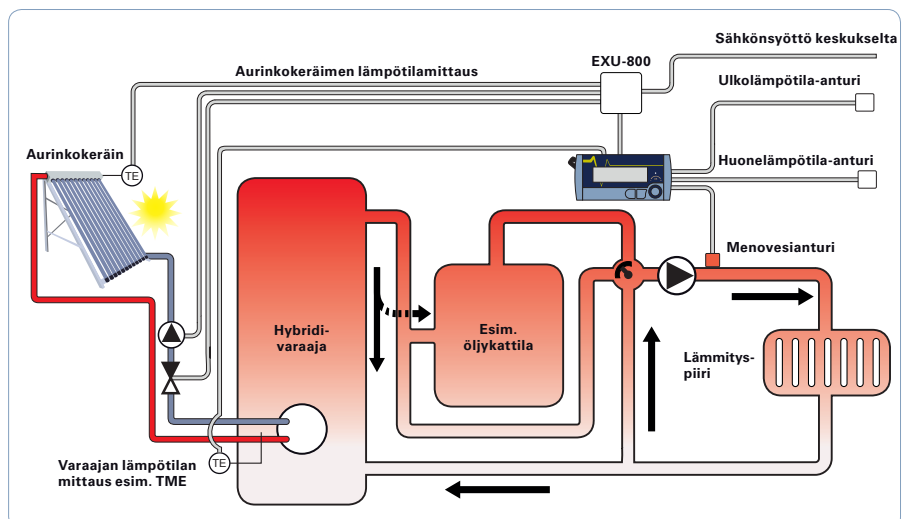 Sähkönsyöttö keskukselta
EXU-800
Aurinkokeräimen lämpötilamittaus
Ulkolämpötila-anturi
Aurinkokeräin
TE
Huonelämpötila-anturi
Menovesianturi
Hybridi-
varaaja
Esim.
öljykattila
Lämmitys-
piiri
Varaajan lämpötilan
mittaus esim. TME
TE